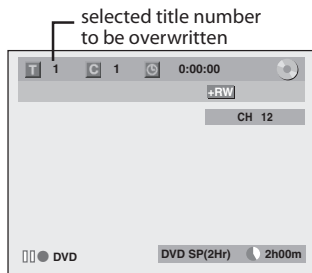 selected title number
to be overwritten
T 1 C 1 0:00:00
+RW
CH 12
DVD DVD SP(2Hr) 2h00m